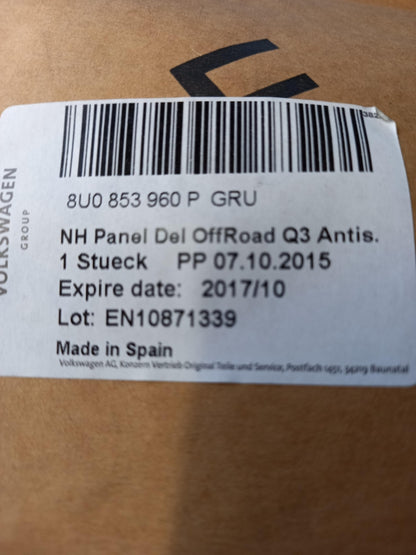 382
8U0 853 960 P GRU
NH Panel Del OffRoad Q3 Antis.
1 Stueck PP 07.10.2015
Expire date: 2017/10
Lot: EN10871339
Made in Spain
Volkswagen AG, Konzern Vertrieb Original Teile und Service, Postfach 1451, 34219 Baunatal
VOLKSWAGEN
GROUP